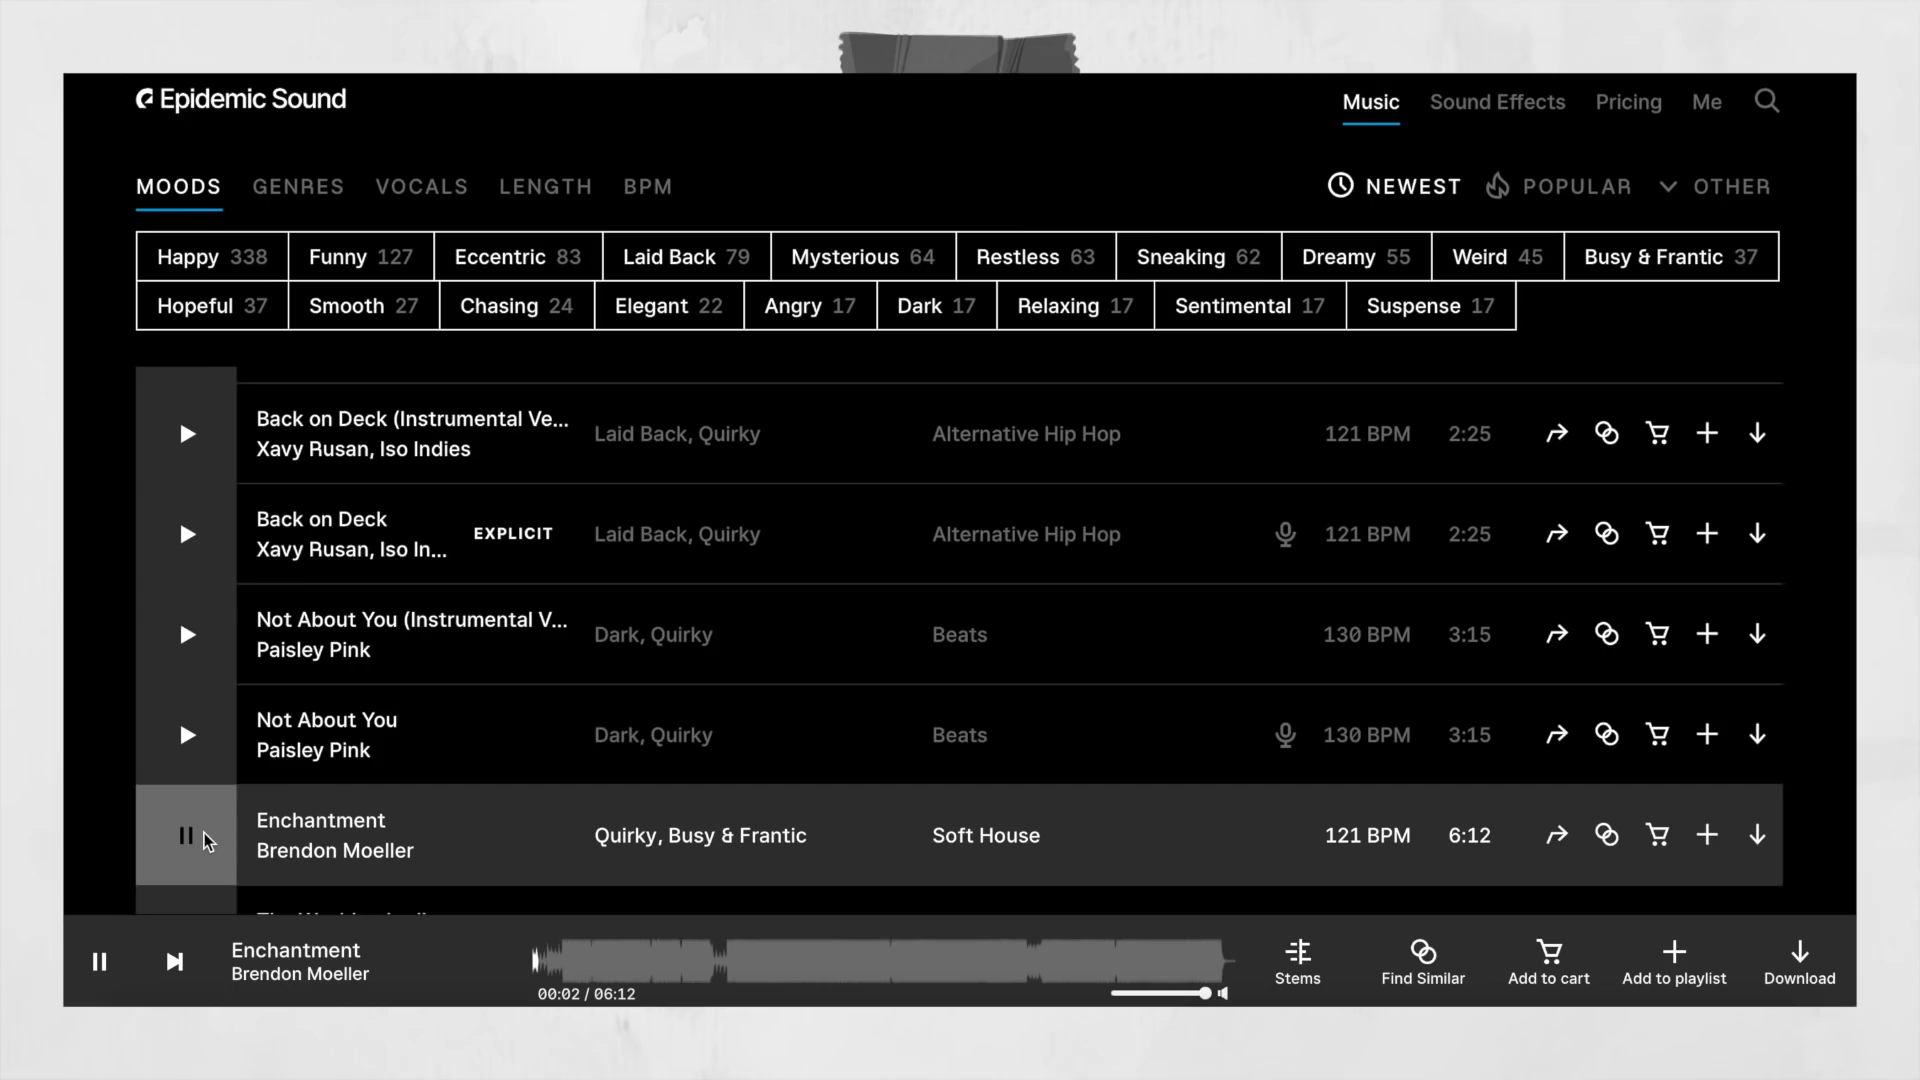 Epidemic Sound
Music Sound Effects Pricing Me
MOODS GENRES VOCALS LENGTH BPM
NEWEST POPULAR OTHER
Happy 338 Funny 127 Eccentric 83 Laid Back 79 Mysterious 64 Restless 63 Sneaking 62 Dreamy 55 Weird 45 Busy & Frantic 37
Hopeful 37 Smooth 27 Chasing 24 Elegant 22 Angry 17 Dark 17 Relaxing 17 Sentimental 17 Suspense 17
Back on Deck (Instrumental Ve...
Xavy Rusan, Iso Indies
Laid Back, Quirky
Alternative Hip Hop
121 BPM 2:25
Back on Deck
Xavy Rusan, Iso In...
EXPLICIT
Laid Back, Quirky
Alternative Hip Hop
121 BPM 2:25
Not About You (Instrumental V...
Paisley Pink
Dark, Quirky
Beats
130 BPM 3:15
Not About You
Paisley Pink
Dark, Quirky
Beats
130 BPM 3:15
Enchantment
Brendon Moeller
Quirky, Busy & Frantic
Soft House
121 BPM 6:12
Enchantment
Brendon Moeller
00:02 / 06:12
Stems Find Similar Add to cart Add to playlist Download